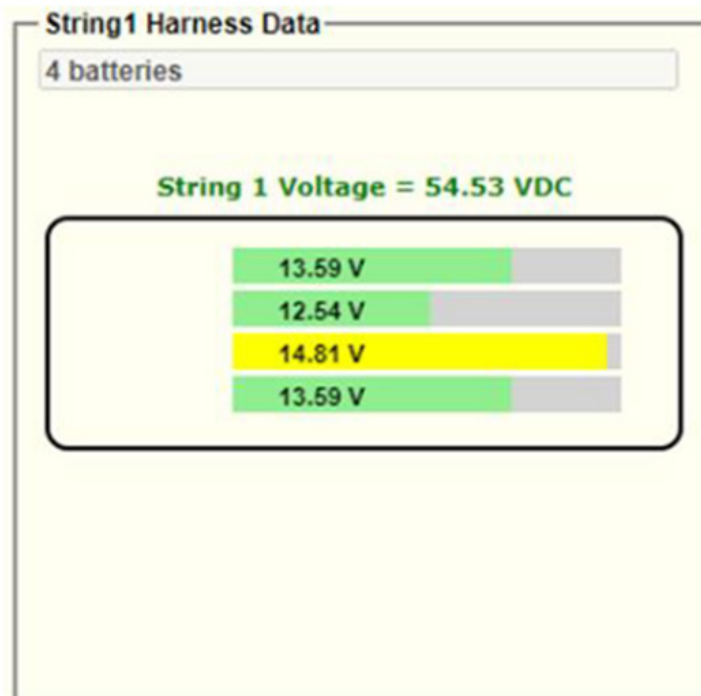 String1 Harness Data
4 batteries
String 1 Voltage = 54.53 VDC
13.59 V
12.54 V
14.81 V
13.59 V